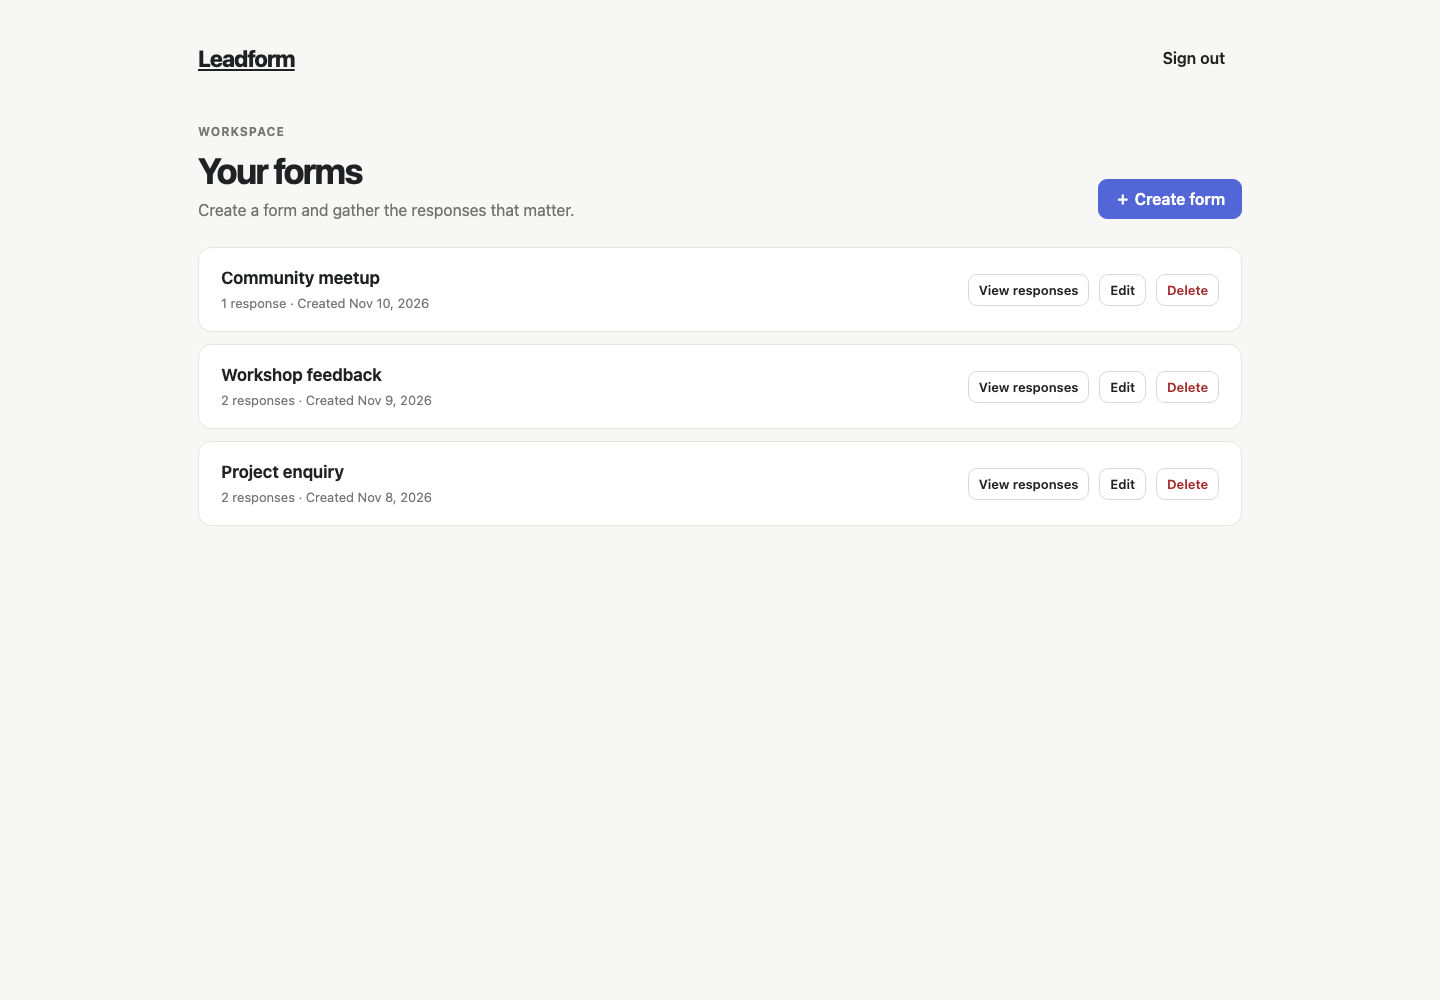 Leadform
Sign out
WORKSPACE
Your forms
Create a form and gather the responses that matter.
+ Create form
Community meetup
1 response · Created Nov 10, 2026
View responses
Edit
Delete
Workshop feedback
2 responses · Created Nov 9, 2026
View responses
Edit
Delete
Project enquiry
2 responses · Created Nov 8, 2026
View responses
Edit
Delete